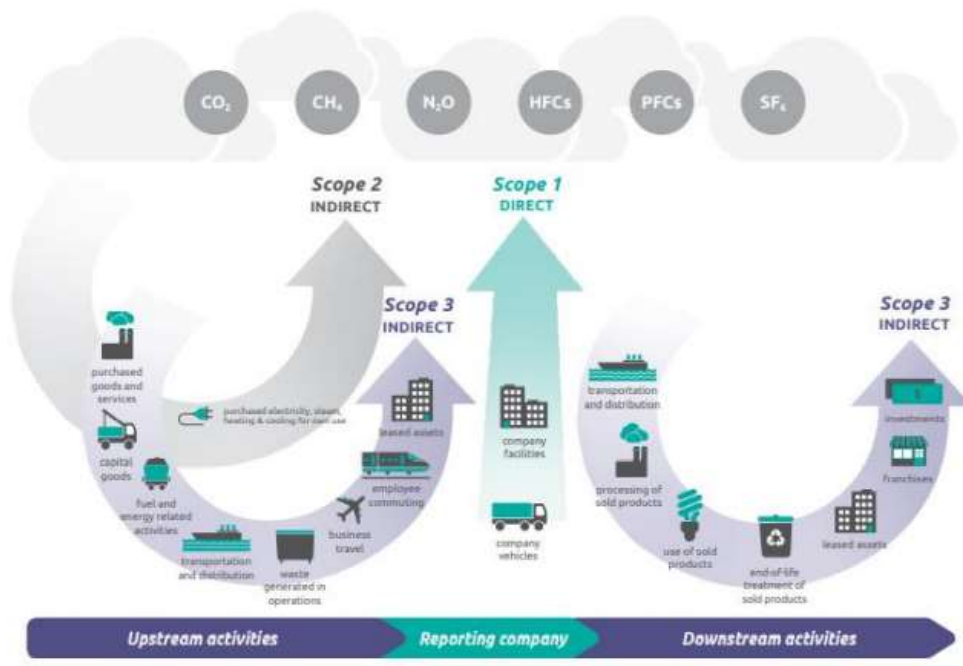 CO₂
CH₄
N₂O
HFCs
PFCs
SF₆
Scope 2
INDIRECT
Scope 1
DIRECT
Scope 3
INDIRECT
Scope 3
INDIRECT
purchased
goods and
services
capital
goods
fuel and
energy related
activities
transportation
and distribution
waste
generated in
operations
business
travel
employee
commuting
leased assets
purchased electricity, steam,
heating & cooling for own use
company
facilities
company
vehicles
transportation
and distribution
processing of
sold products
use of sold
products
end-of-life
treatment of
sold products
leased assets
franchises
investments
Upstream activities
Reporting company
Downstream activities